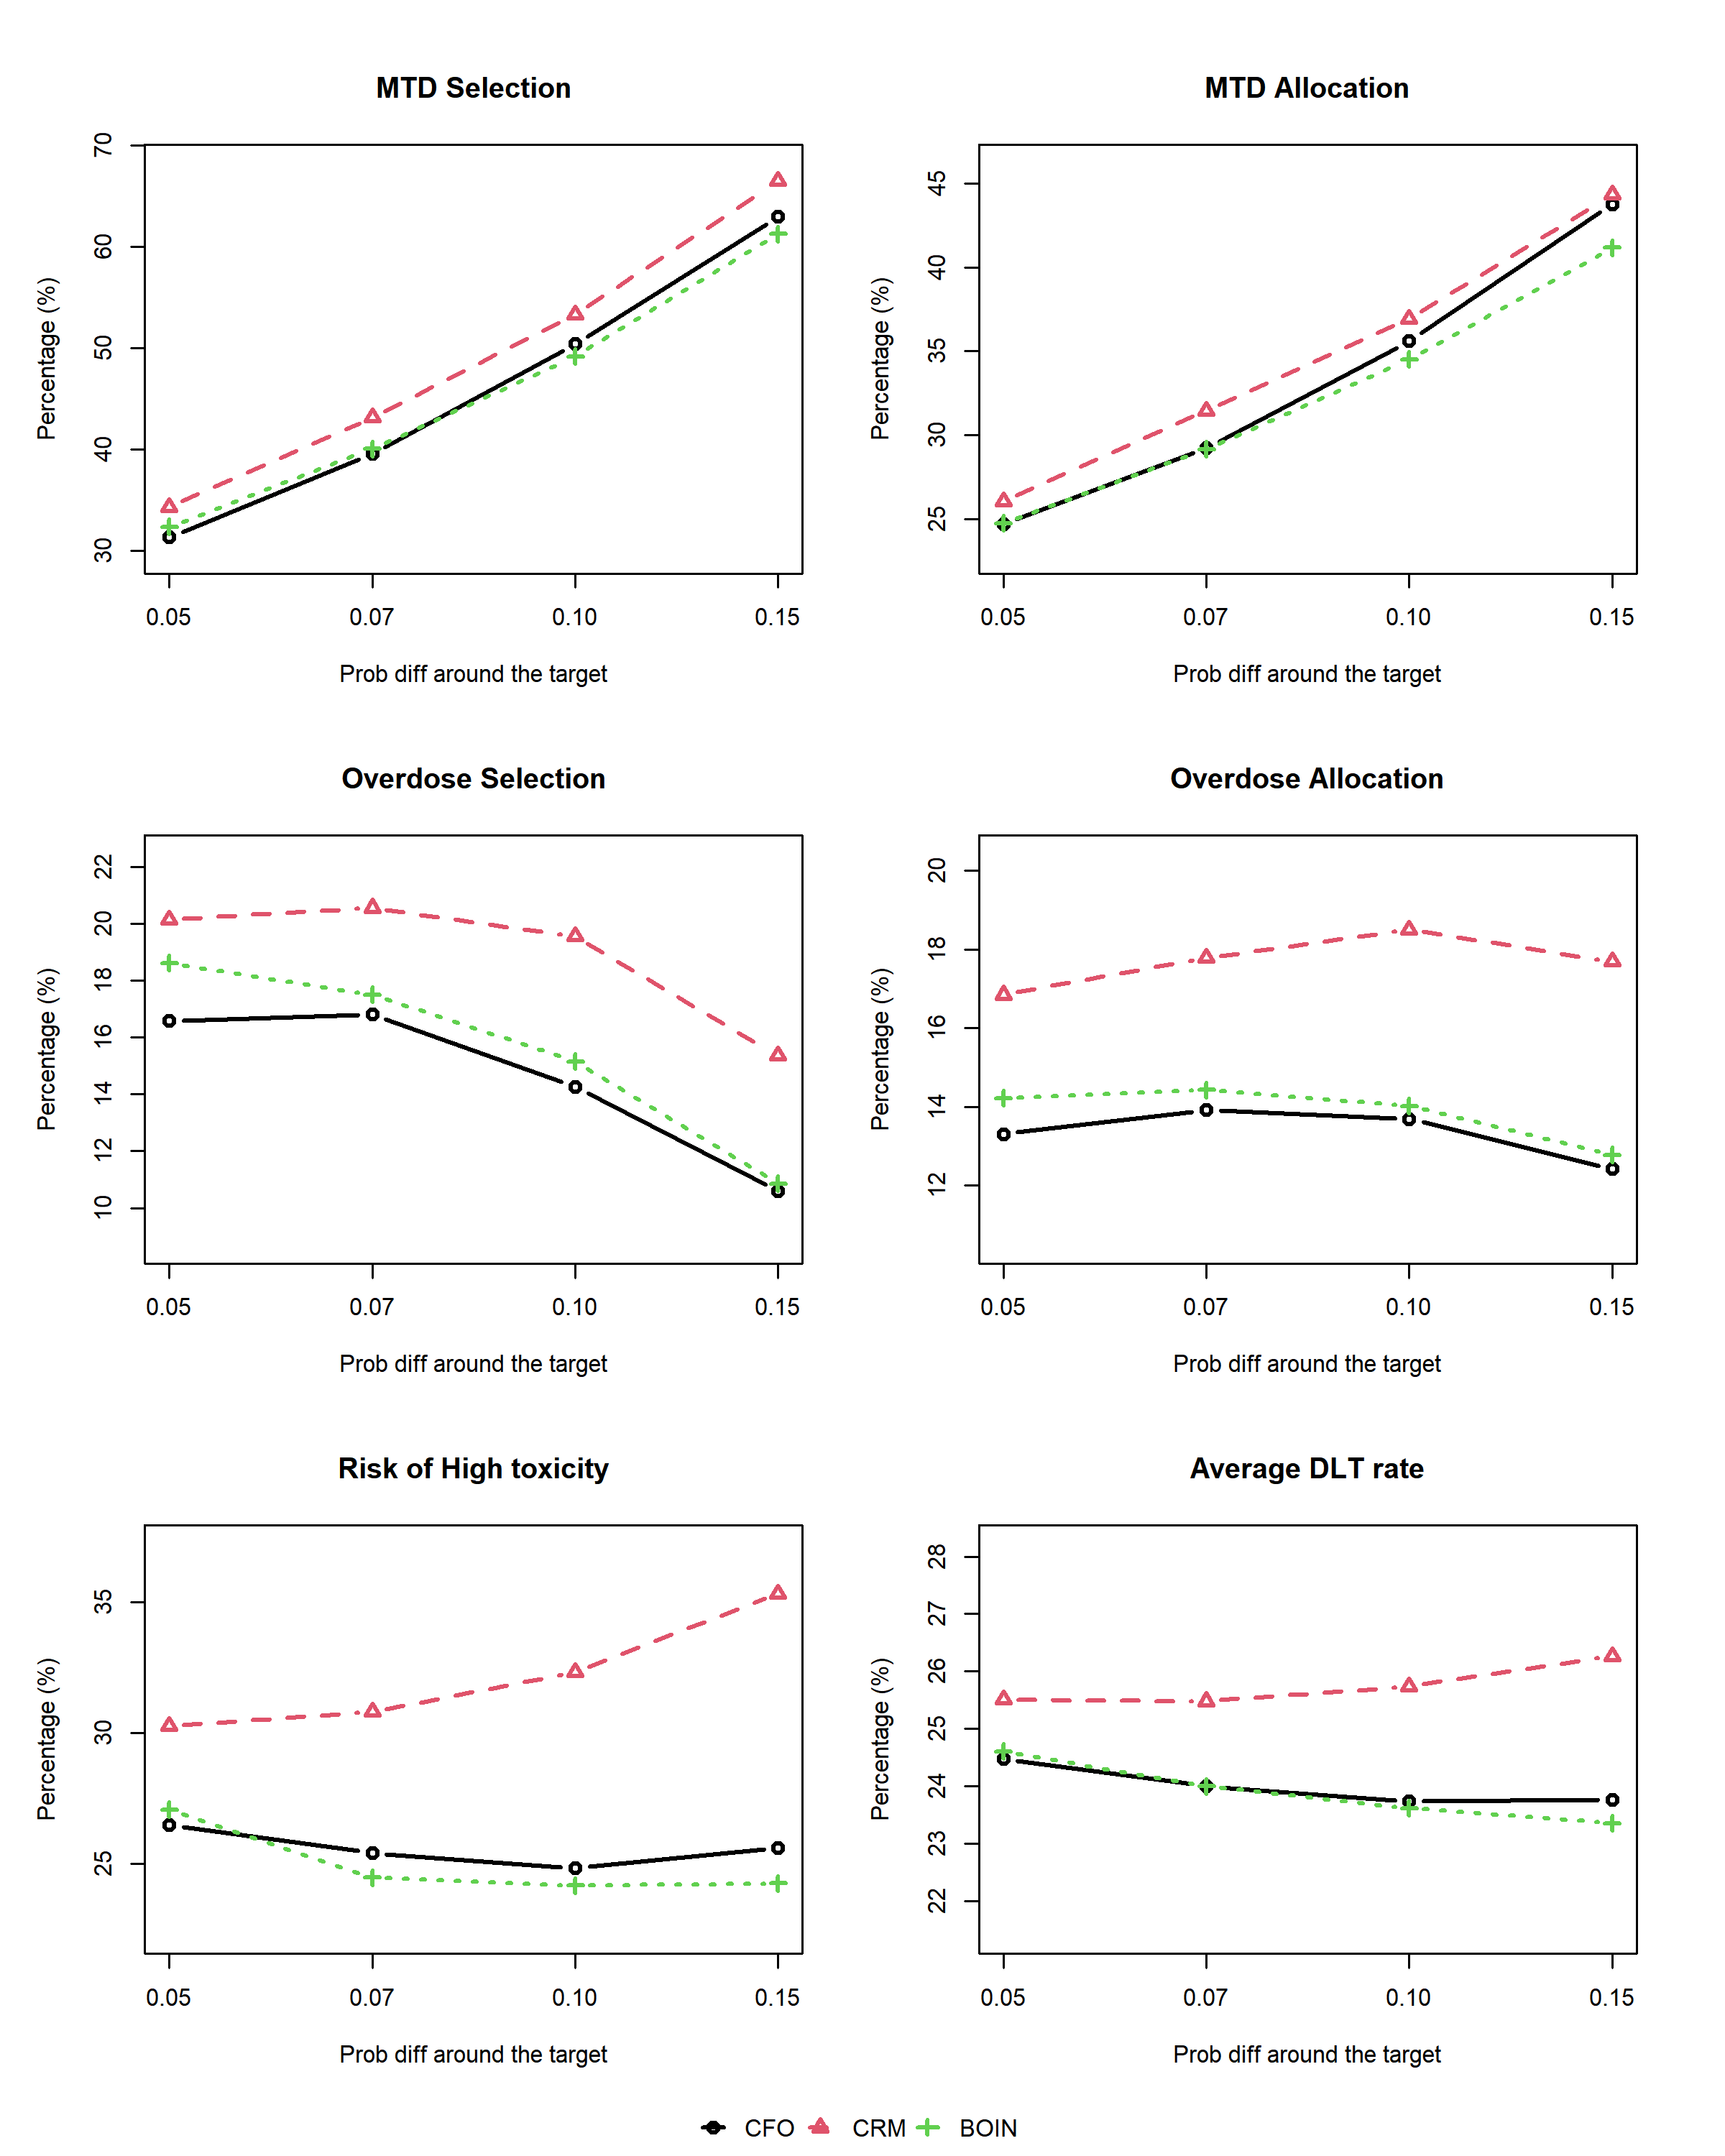 MTD Selection
Percentage (%)
70
60
50
40
30
0.05 0.07 0.10 0.15
Prob diff around the target
MTD Allocation
Percentage (%)
45
40
35
30
25
0.05 0.07 0.10 0.15
Prob diff around the target
Overdose Selection
Percentage (%)
22
20
18
16
14
12
10
0.05 0.07 0.10 0.15
Prob diff around the target
Overdose Allocation
Percentage (%)
20
18
16
14
12
0.05 0.07 0.10 0.15
Prob diff around the target
Risk of High toxicity
Percentage (%)
35
30
25
0.05 0.07 0.10 0.15
Prob diff around the target
Average DLT rate
Percentage (%)
28
27
26
25
24
23
22
0.05 0.07 0.10 0.15
Prob diff around the target
CFO CRM BOIN